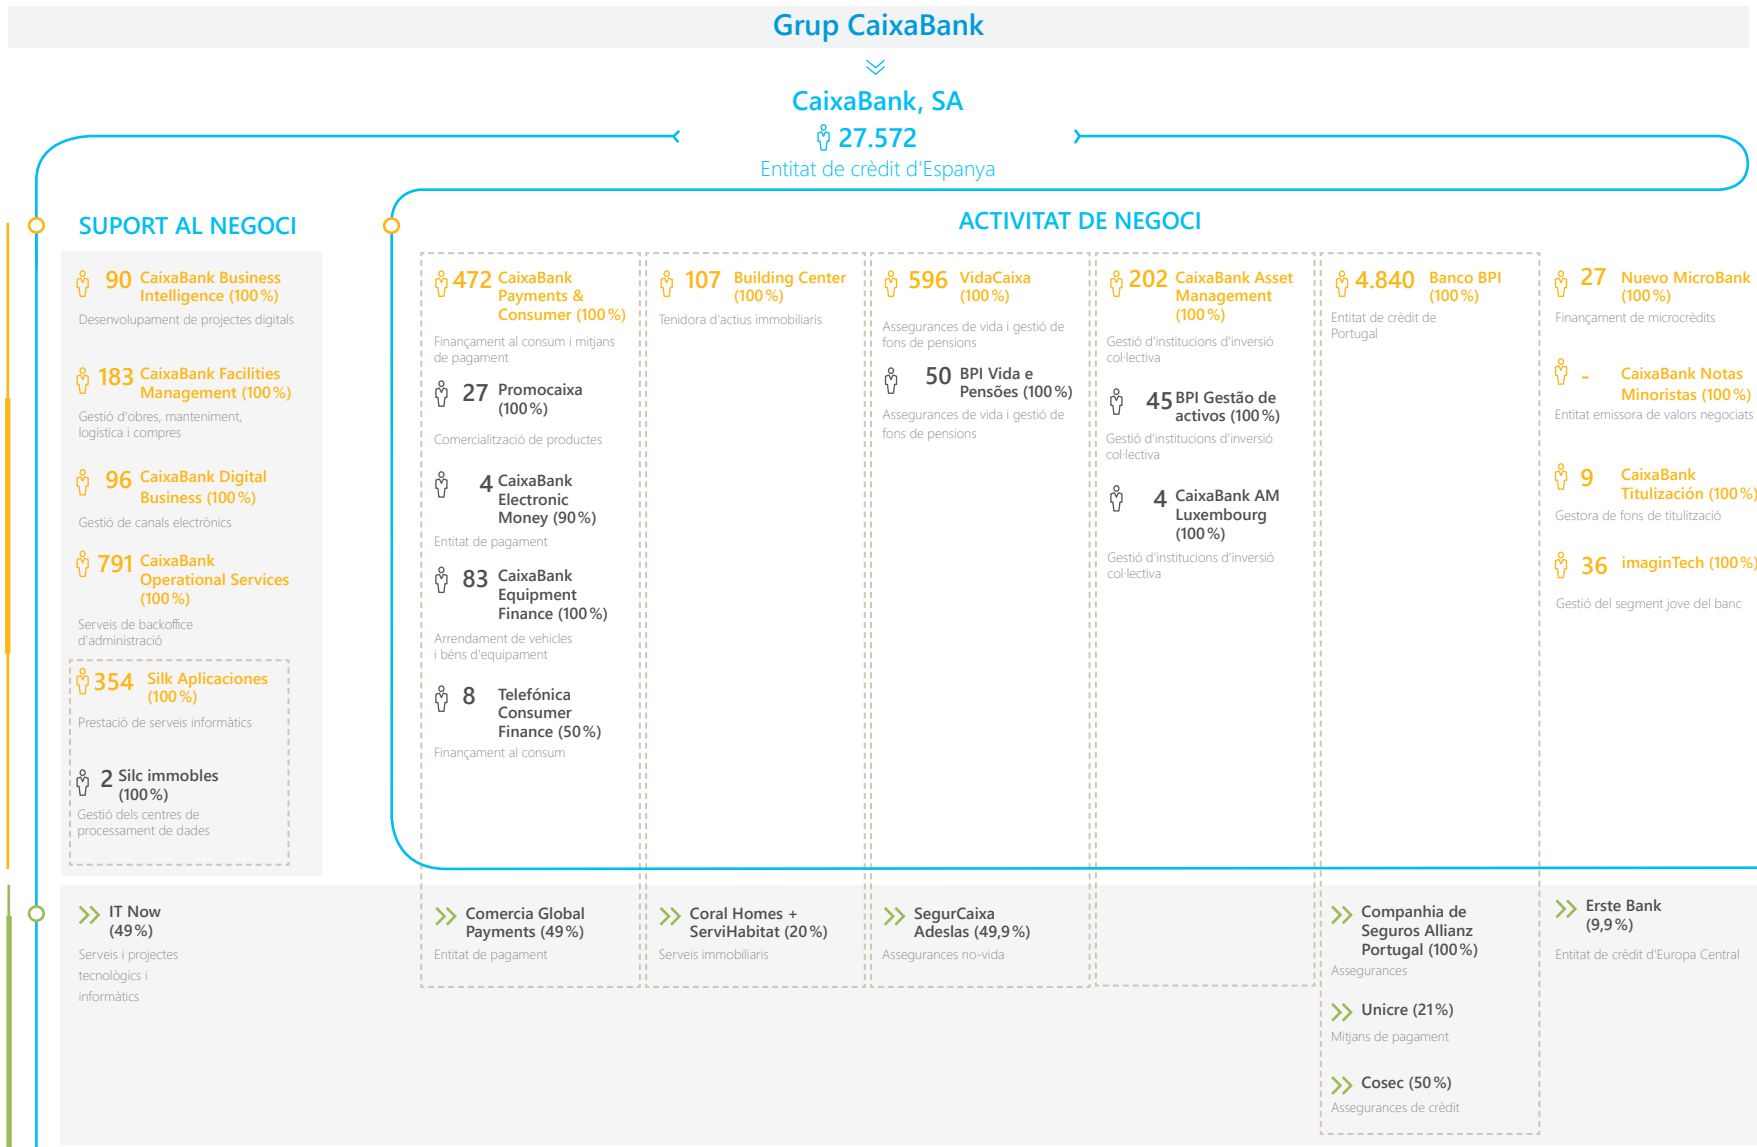 Grup CaixaBank
CaixaBank, SA
27.572
Entitat de crèdit d'Espanya
SUPORT AL NEGOCI
90 CaixaBank Business
Intelligence (100%)
Desenvolupament de projectes digitals
183 CaixaBank Facilities
Management (100%)
Gestió d'obres, manteniment,
logística i compres
96 CaixaBank Digital
Business (100%)
Gestió de canals electrònics
791 CaixaBank
Operational Services
(100%)
Serveis de backoffice
d'administració
354 Silk Aplicaciones
(100%)
Prestació de serveis informàtics
2 Silc immobles
(100%)
Gestió dels centres de
processament de dades
ACTIVITAT DE NEGOCI
472 CaixaBank
Payments &
Consumer (100%)
Finançament al consum i mitjans
de pagament
27 Promocaixa
(100%)
Comercialització de productes
4 CaixaBank
Electronic
Money (90%)
Entitat de pagament
83 CaixaBank
Equipment
Finance (100%)
Arrendament de vehicles
i béns d'equipament
8 Telefónica
Consumer
Finance (50%)
Finançament al consum
107 Building Center
(100%)
Tenidora d'actius immobiliaris
596 VidaCaixa
(100%)
Assegurances de vida i gestió de
fons de pensions
50 BPI Vida e
Pensões (100%)
Assegurances de vida i gestió de
fons de pensions
202 CaixaBank Asset
Management
(100%)
Gestió d'institucions d'inversió
col·lectiva
45 BPI Gestão de
activos (100%)
Gestió d'institucions d'inversió
col·lectiva
4 CaixaBank AM
Luxembourg
(100%)
Gestió d'institucions d'inversió
col·lectiva
4.840 Banco BPI
(100%)
Entitat de crèdit de
Portugal
27 Nuevo MicroBank
(100%)
Finançament de microcrèdits
- CaixaBank Notas
Minoristas (100%)
Entitat emissora de valors negociats
9 CaixaBank
Titulización (100%)
Gestora de fons de titulització
36 imaginTech (100%)
Gestió del segment jove del banc
IT Now
(49%)
Serveis i projectes
tecnològics i
informàtics
Comercia Global
Payments (49%)
Entitat de pagament
Coral Homes +
ServiHabitat (20%)
Serveis immobiliaris
SegurCaixa
Adeslas (49,9%)
Assegurances no-vida
Companhia de
Seguros Allianz
Portugal (100%)
Assegurances
Unicre (21%)
Mitjans de pagament
Cosec (50%)
Assegurances de crèdit
Erste Bank
(9,9%)
Entitat de crèdit d'Europa Central